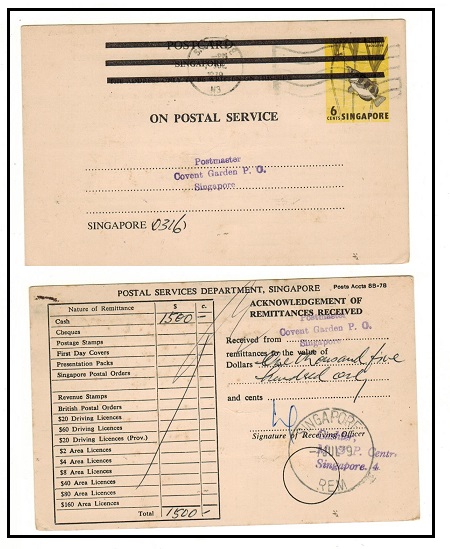 POSTCARD
SINGAPORE
1979
N3
6
CENTS SINGAPORE
ON POSTAL SERVICE
Postmaster
Covent Garden P. O.
Singapore
SINGAPORE 0316)
POSTAL SERVICES DEPARTMENT, SINGAPORE
Posts Accts 8B-78
Nature of Remittance $ c.
Cash 1500 -
Cheques
Postage Stamps
First Day Covers
Presentation Packs
Singapore Postal Orders
Revenue Stamps
British Postal Orders
$20 Driving Licences
$60 Driving Licences
$20 Driving Licences (Prov.)
$2 Area Licences
$4 Area Licences
$8 Area Licences
$40 Area Licences
$80 Area Licences
$160 Area Licences
Total 1500 -
ACKNOWLEDGEMENT OF
REMITTANCES RECEIVED
Postmaster
Received from
Covent Garden P. O.
Singapore
remittances to the value of
Dollars One thousand five
hundred only
and cents
Signature of Receiving Officer
SINGAPORE
REM
Singapore. 4.